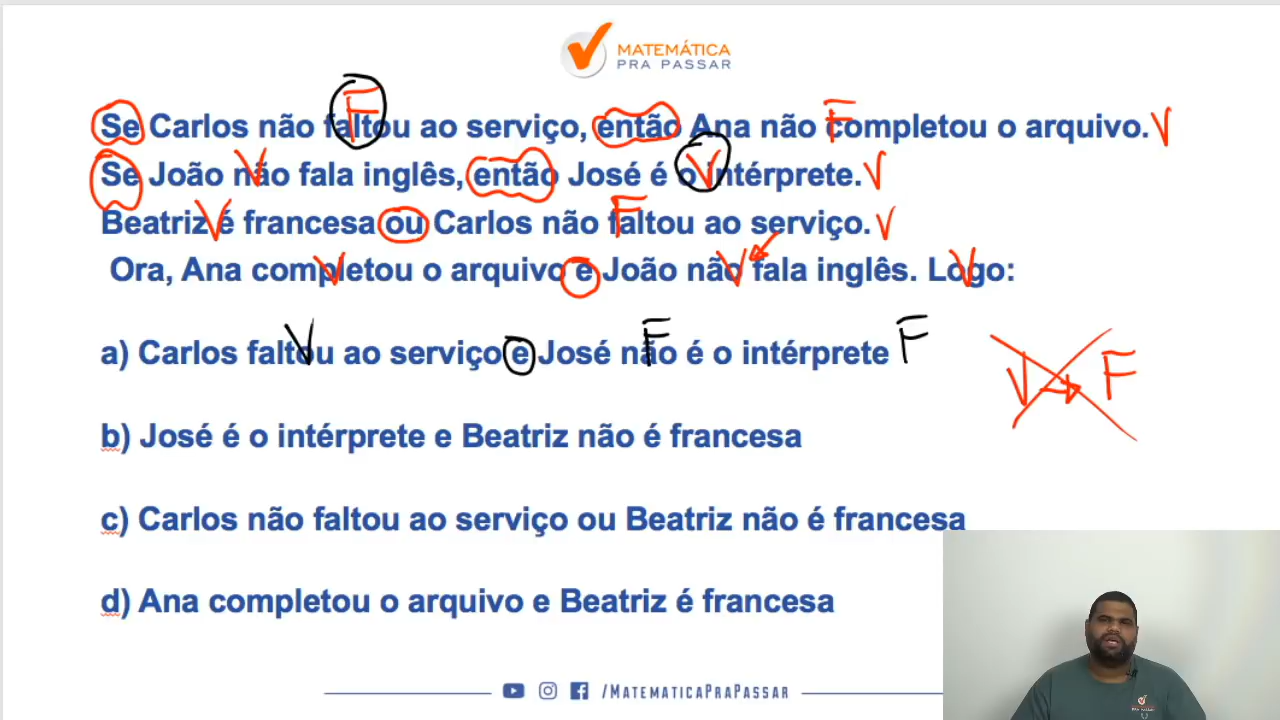 MATEMÁTICA
PRA PASSAR
F
Se Carlos não faltou ao serviço, então Ana não completou o arquivo. V
F
Se João não fala inglês, então José é o intérprete. V
V V
Beatriz é francesa ou Carlos não faltou ao serviço. V
V F
Ora, Ana completou o arquivo e João não fala inglês. Logo:
V V V
a) Carlos faltou ao serviço e José não é o intérprete F
V F
V → F
b) José é o intérprete e Beatriz não é francesa
c) Carlos não faltou ao serviço ou Beatriz não é francesa
d) Ana completou o arquivo e Beatriz é francesa
/MATEMATICAPRAPASSAR